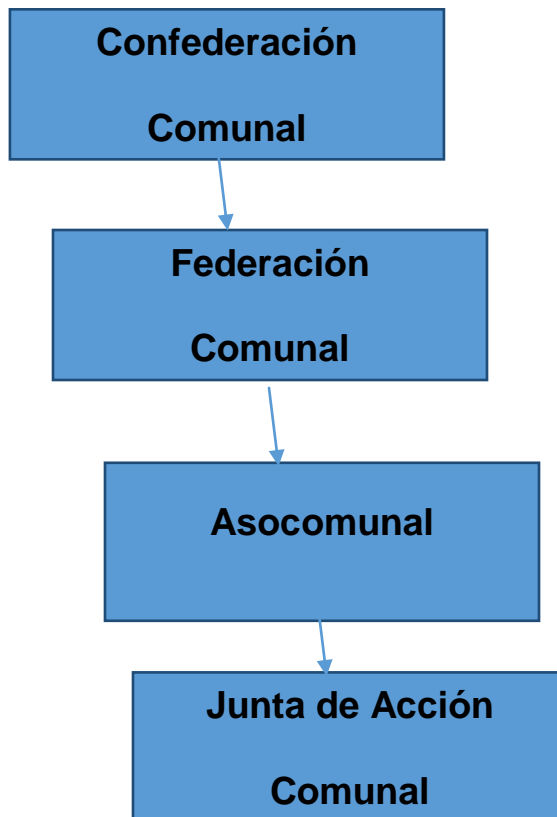 Confederación
Comunal
Federación
Comunal
Asocomunal
Junta de Acción
Comunal